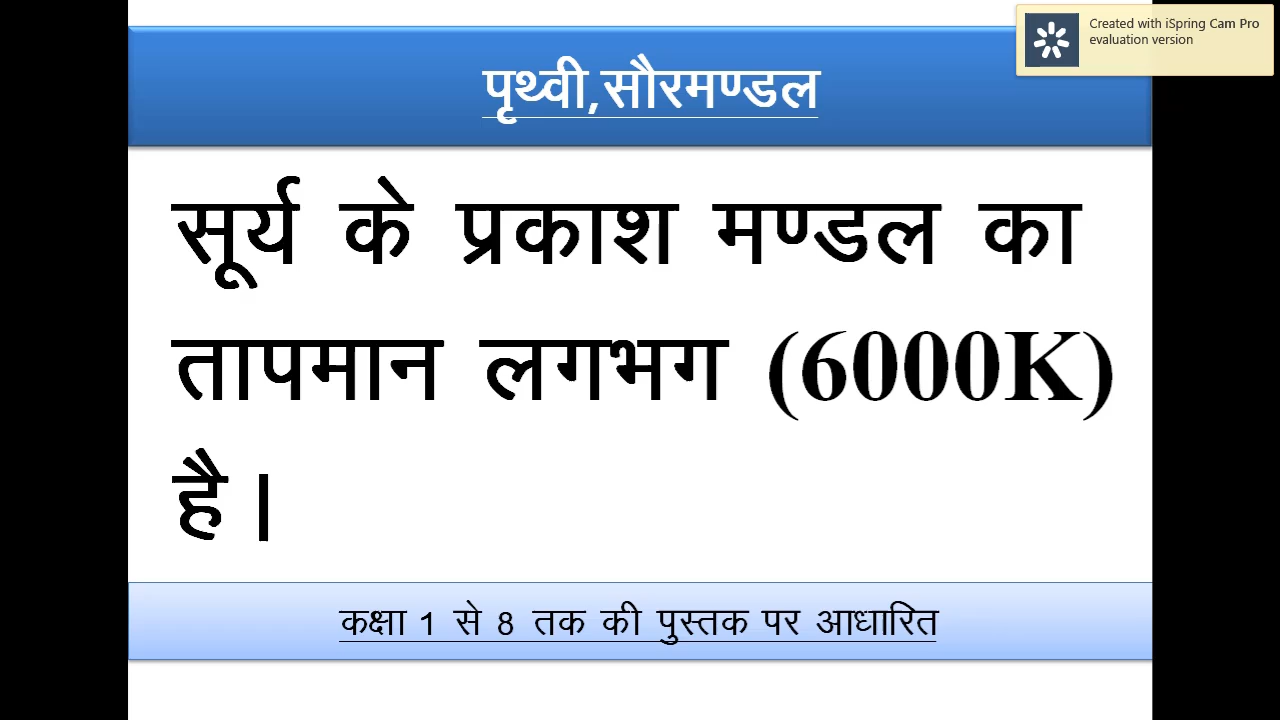 Created with iSpring Cam Pro
evaluation version
पृथ्वी,सौरमण्डल
सूर्य के प्रकाश मण्डल का
तापमान लगभग (6000K)
है।
कक्षा 1 से 8 तक की पुस्तक पर आधारित